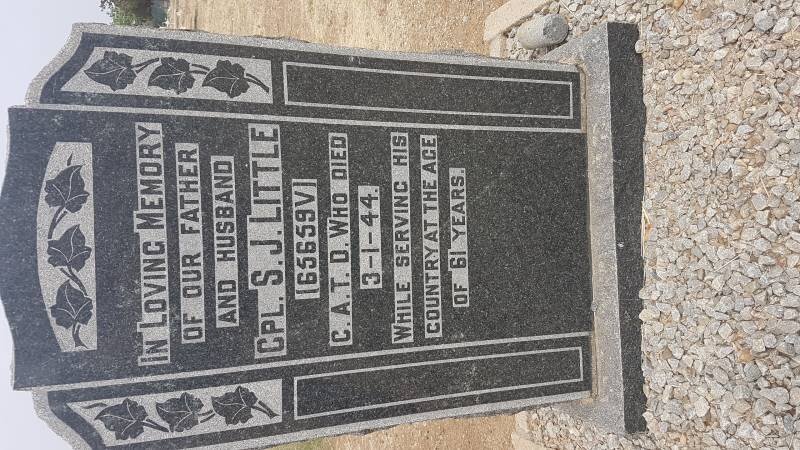 IN LOVING MEMORY
OF OUR FATHER
AND HUSBAND
CPL. S. J. LITTLE
(65659V)
C. A. T. D. WHO DIED
3-1-44.
WHILE SERVING HIS
COUNTRY AT THE AGE
OF 61 YEARS.